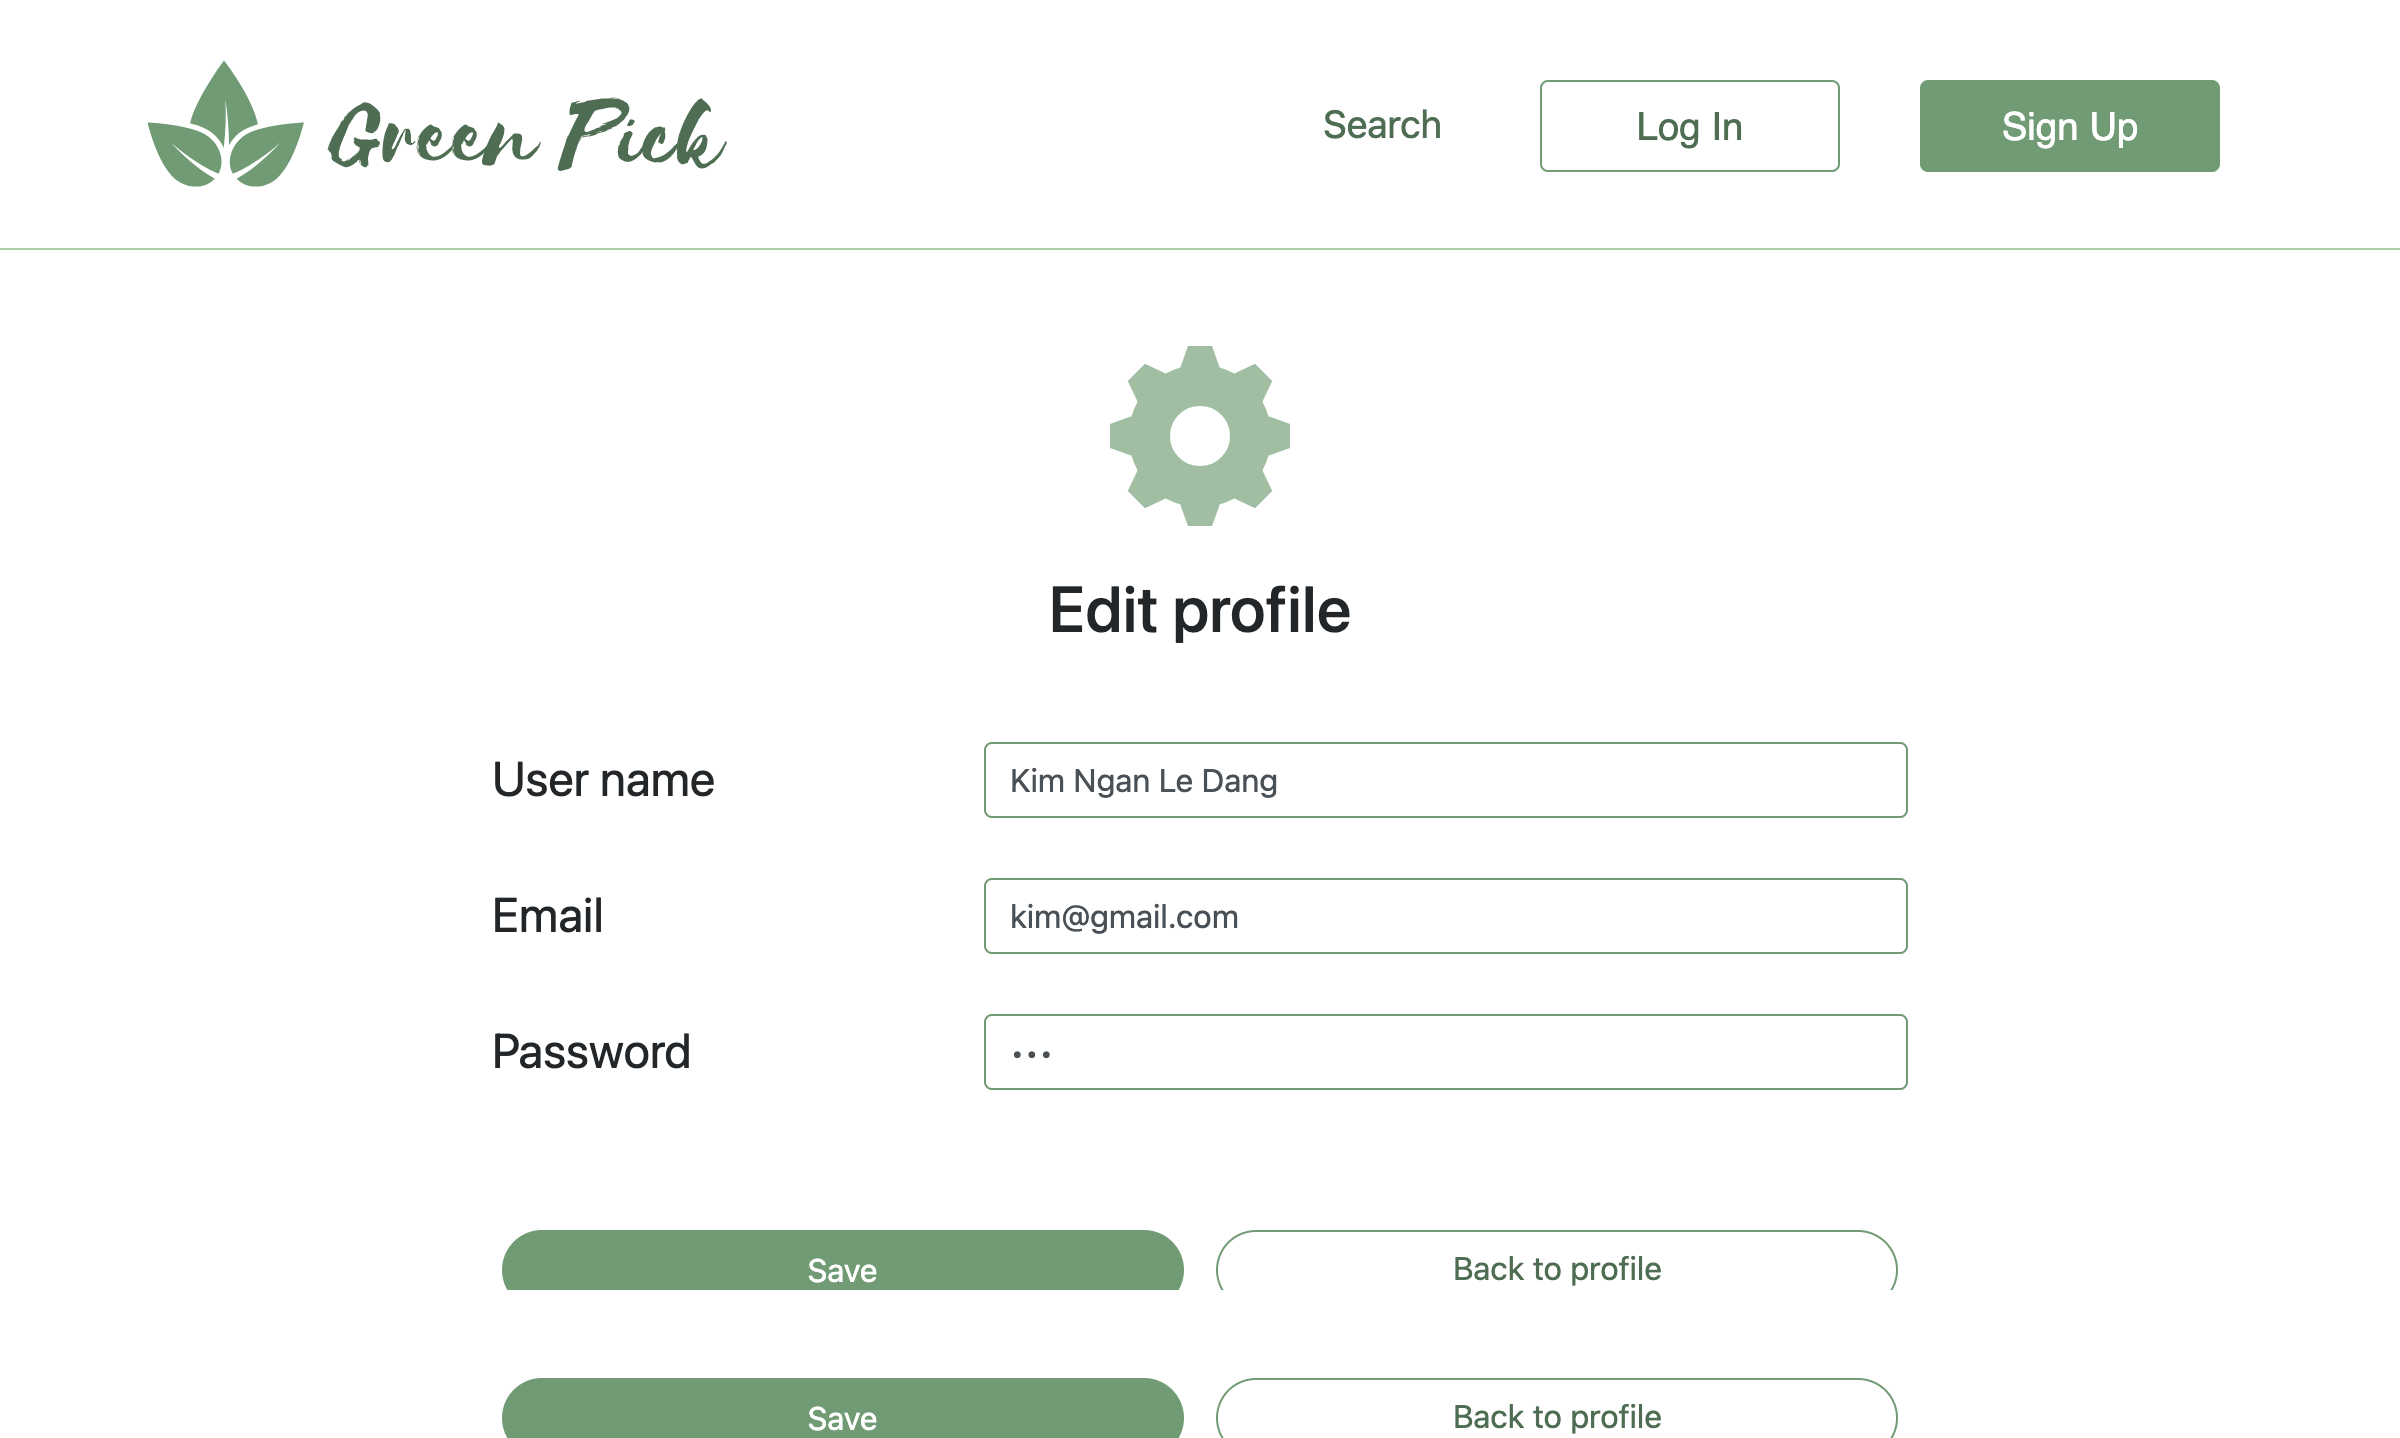 Green Pick
Search
Log In
Sign Up
Edit profile
User name
Kim Ngan Le Dang
Email
kim@gmail.com
Password
•••
Save
Back to profile
Save
Back to profile